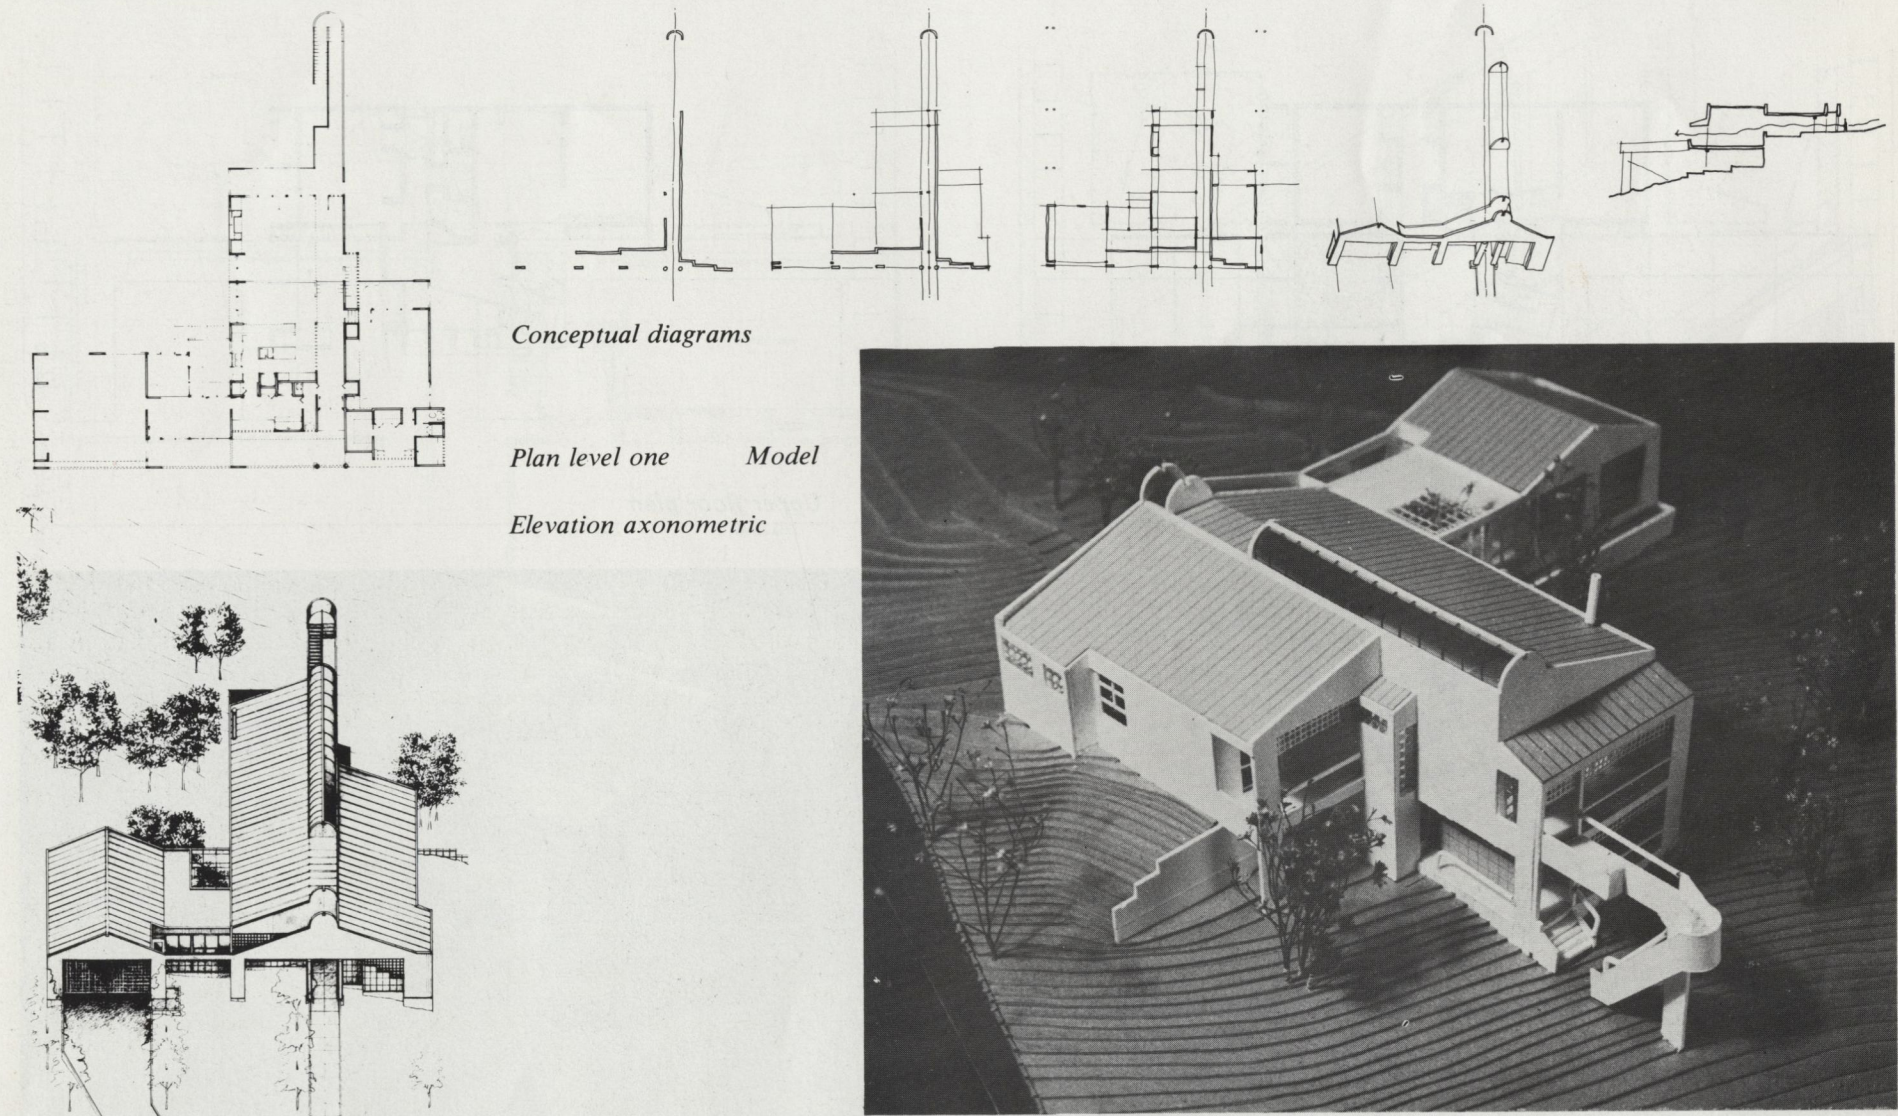 Conceptual diagrams
Plan level one Model
Elevation axonometric